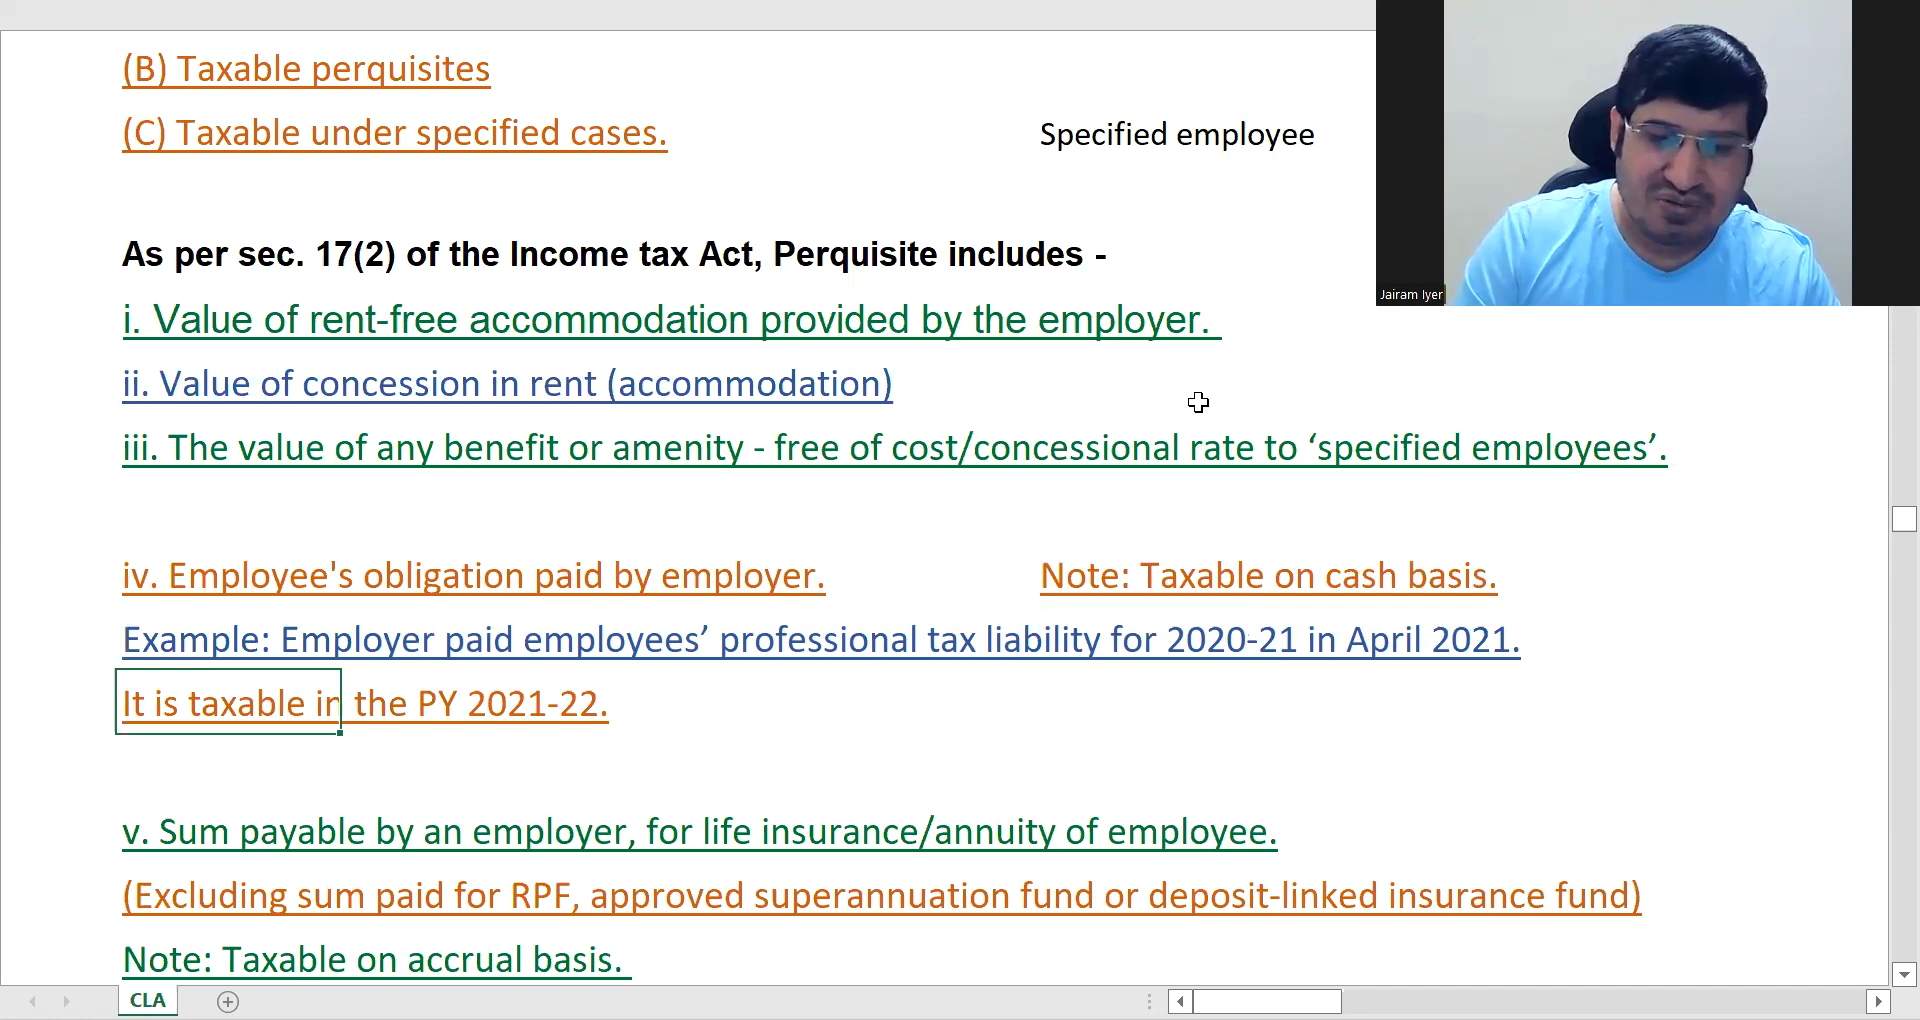 (B) Taxable perquisites
(C) Taxable under specified cases. Specified employee
As per sec. 17(2) of the Income tax Act, Perquisite includes -
i. Value of rent-free accommodation provided by the employer.
ii. Value of concession in rent (accommodation)
iii. The value of any benefit or amenity - free of cost/concessional rate to ‘specified employees’.
iv. Employee's obligation paid by employer. Note: Taxable on cash basis.
Example: Employer paid employees’ professional tax liability for 2020-21 in April 2021.
It is taxable in the PY 2021-22.
v. Sum payable by an employer, for life insurance/annuity of employee.
(Excluding sum paid for RPF, approved superannuation fund or deposit-linked insurance fund)
Note: Taxable on accrual basis.
CLA
Jairam Iyer